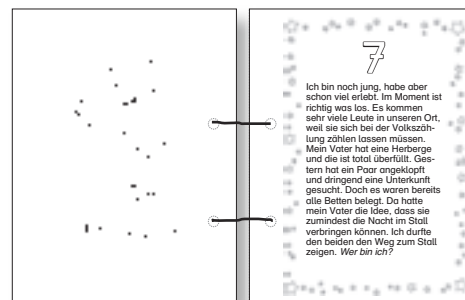 7
Ich bin noch jung, habe aber
schon viel erlebt. Im Moment ist
richtig was los. Es kommen
sehr viele Leute in unseren Ort,
weil sie sich bei der Volkszäh-
lung zählen lassen müssen.
Mein Vater hat eine Herberge
und die ist total überfüllt. Ges-
tern hat ein Paar angeklopft
und dringend eine Unterkunft
gesucht. Doch es waren bereits
alle Betten belegt. Da hatte
mein Vater die Idee, dass sie
zumindest die Nacht im Stall
verbringen können. Ich durfte
den beiden den Weg zum Stall
zeigen. Wer bin ich?